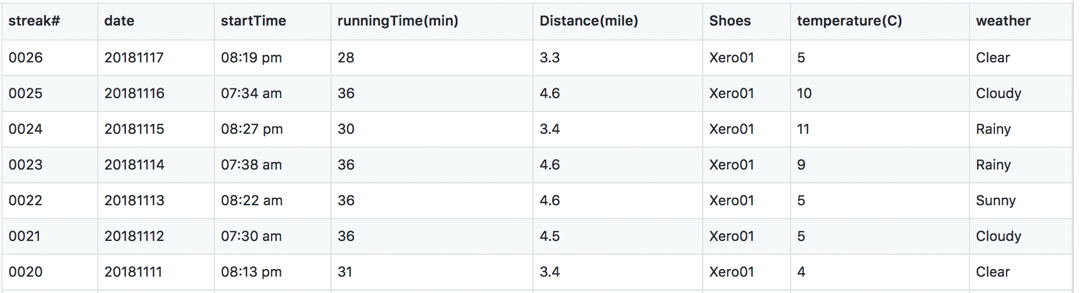 streak# date startTime runningTime(min) Distance(mile) Shoes temperature(C) weather
0026 20181117 08:19 pm 28 3.3 Xero01 5 Clear
0025 20181116 07:34 am 36 4.6 Xero01 10 Cloudy
0024 20181115 08:27 pm 30 3.4 Xero01 11 Rainy
0023 20181114 07:38 am 36 4.6 Xero01 9 Rainy
0022 20181113 08:22 am 36 4.6 Xero01 5 Sunny
0021 20181112 07:30 am 36 4.5 Xero01 5 Cloudy
0020 20181111 08:13 pm 31 3.4 Xero01 4 Clear